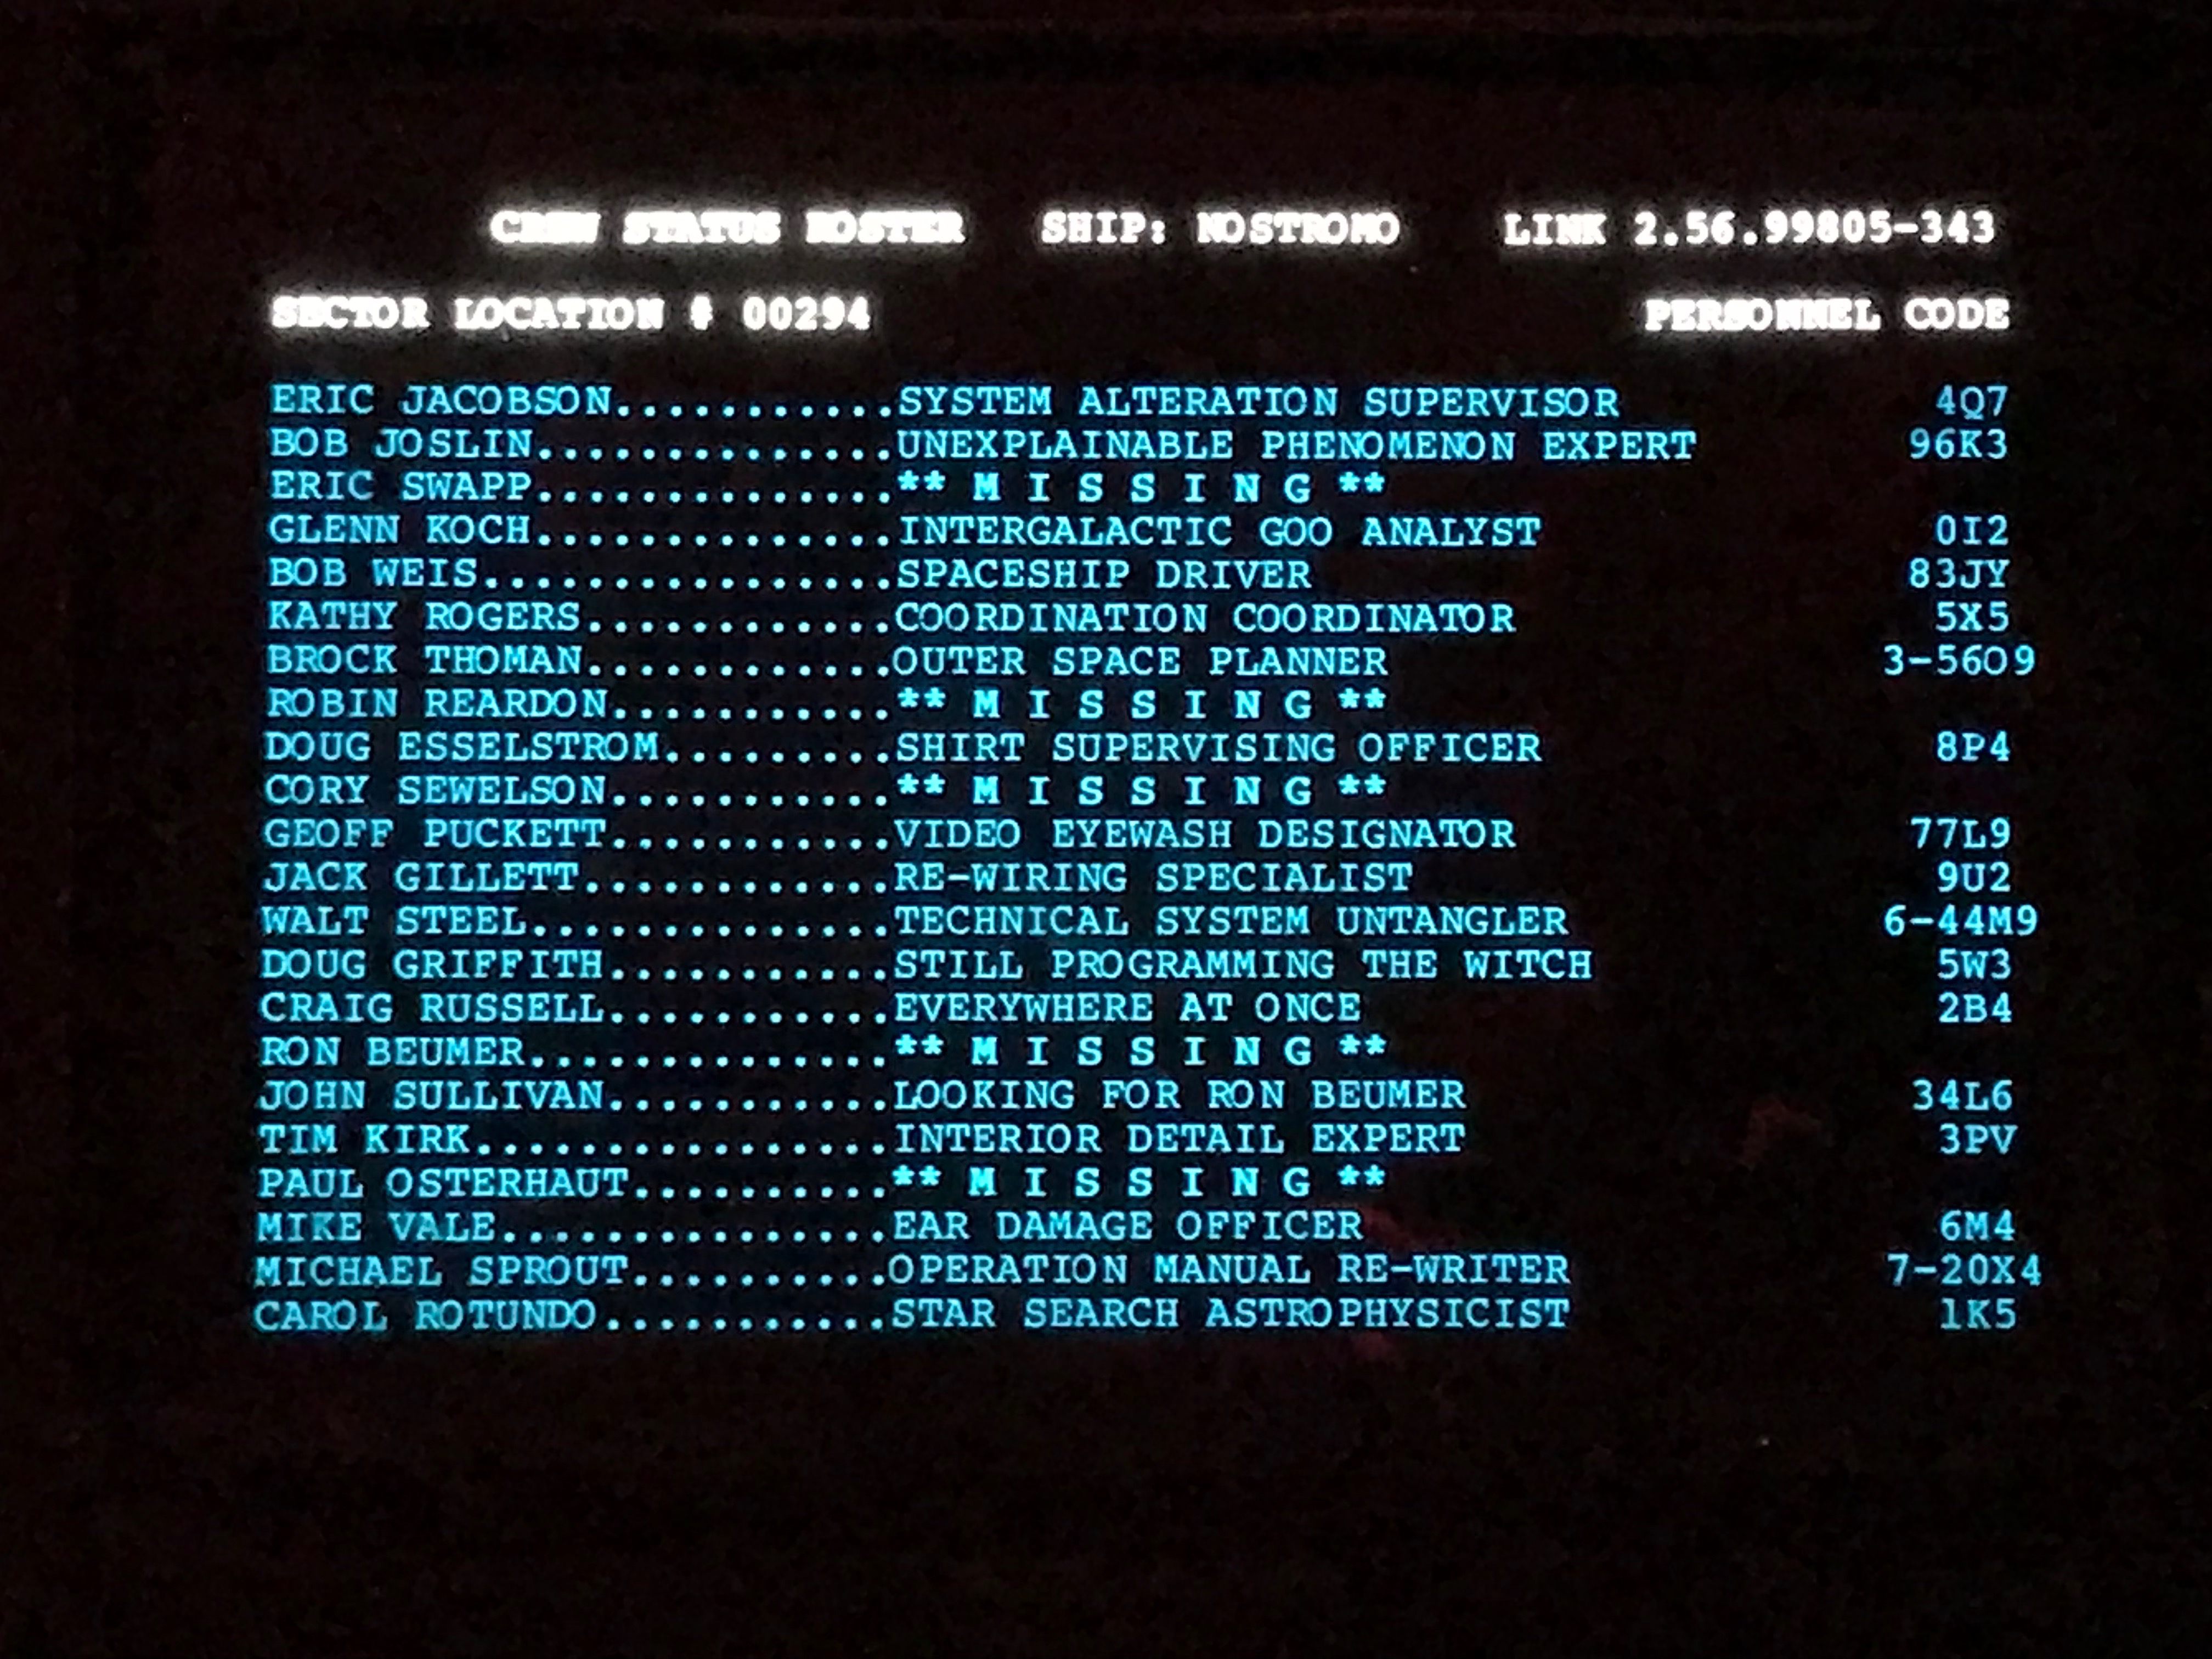 CREW STATUS ROSTER SHIP: NOSTROMO LINK 2.56.99805-343
SECTOR LOCATION # 00294 PERSONNEL CODE
ERIC JACOBSON...........SYSTEM ALTERATION SUPERVISOR 4Q7
BOB JOSLIN..............UNEXPLAINABLE PHENOMENON EXPERT 96K3
ERIC SWAPP..............** M I S S I N G **
GLENN KOCH..............INTERGALACTIC GOO ANALYST 0I2
BOB WEIS................SPACESHIP DRIVER 83JY
KATHY ROGERS............COORDINATION COORDINATOR 5X5
BROCK THOMAN............OUTER SPACE PLANNER 3-56O9
ROBIN REARDON...........** M I S S I N G **
DOUG ESSELSTROM.........SHIRT SUPERVISING OFFICER 8P4
CORY SEWELSON...........** M I S S I N G **
GEOFF PUCKETT...........VIDEO EYEWASH DESIGNATOR 77L9
JACK GILLETT............RE-WIRING SPECIALIST 9U2
WALT STEEL..............TECHNICAL SYSTEM UNTANGLER 6-44M9
DOUG GRIFFITH...........STILL PROGRAMMING THE WITCH 5W3
CRAIG RUSSELL...........EVERYWHERE AT ONCE 2B4
RON BEUMER..............** M I S S I N G **
JOHN SULLIVAN...........LOOKING FOR RON BEUMER 34L6
TIM KIRK................INTERIOR DETAIL EXPERT 3PV
PAUL OSTERHAUT..........** M I S S I N G **
MIKE VALE...............EAR DAMAGE OFFICER 6M4
MICHAEL SPROUT..........OPERATION MANUAL RE-WRITER 7-20X4
CAROL ROTUNDO...........STAR SEARCH ASTROPHYSICIST 1K5